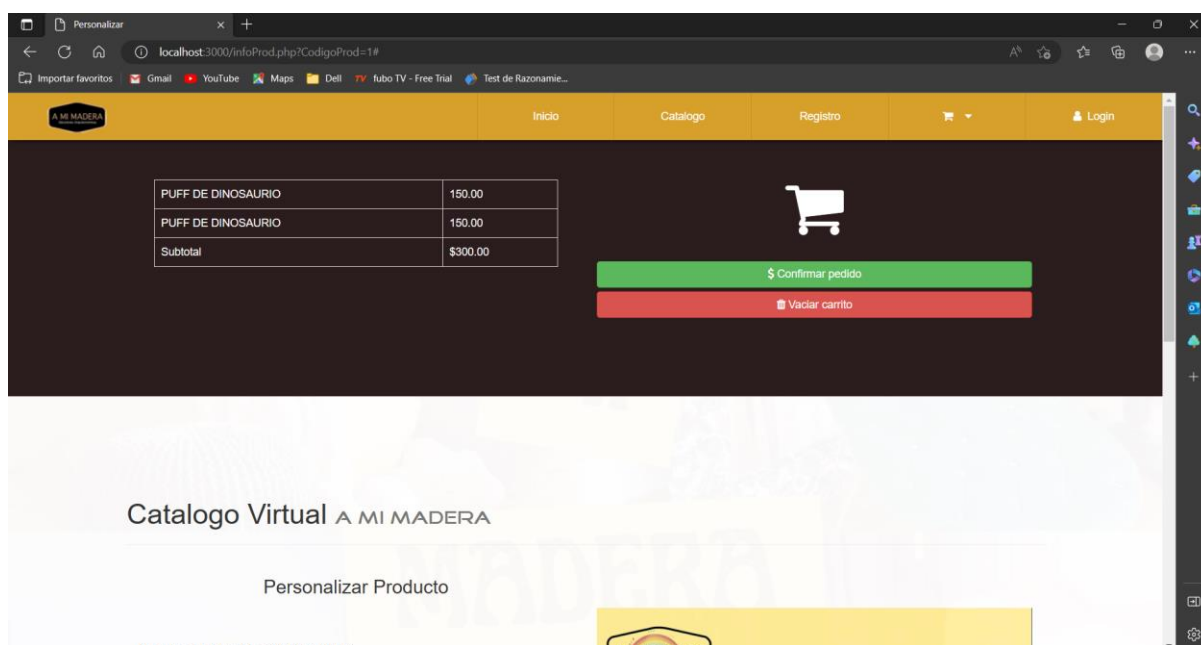 Personalizar
localhost:3000/infoProd.php?CodigoProd=1#
Importar favoritos Gmail YouTube Maps Dell TV fubo TV - Free Trial Test de Razonamie...
A MI MADERA Inicio Catalogo Registro Login
PUFF DE DINOSAURIO 150.00
PUFF DE DINOSAURIO 150.00
Subtotal $300.00
$ Confirmar pedido
Vaciar carrito
Catalogo Virtual A MI MADERA
MADERA
Personalizar Producto